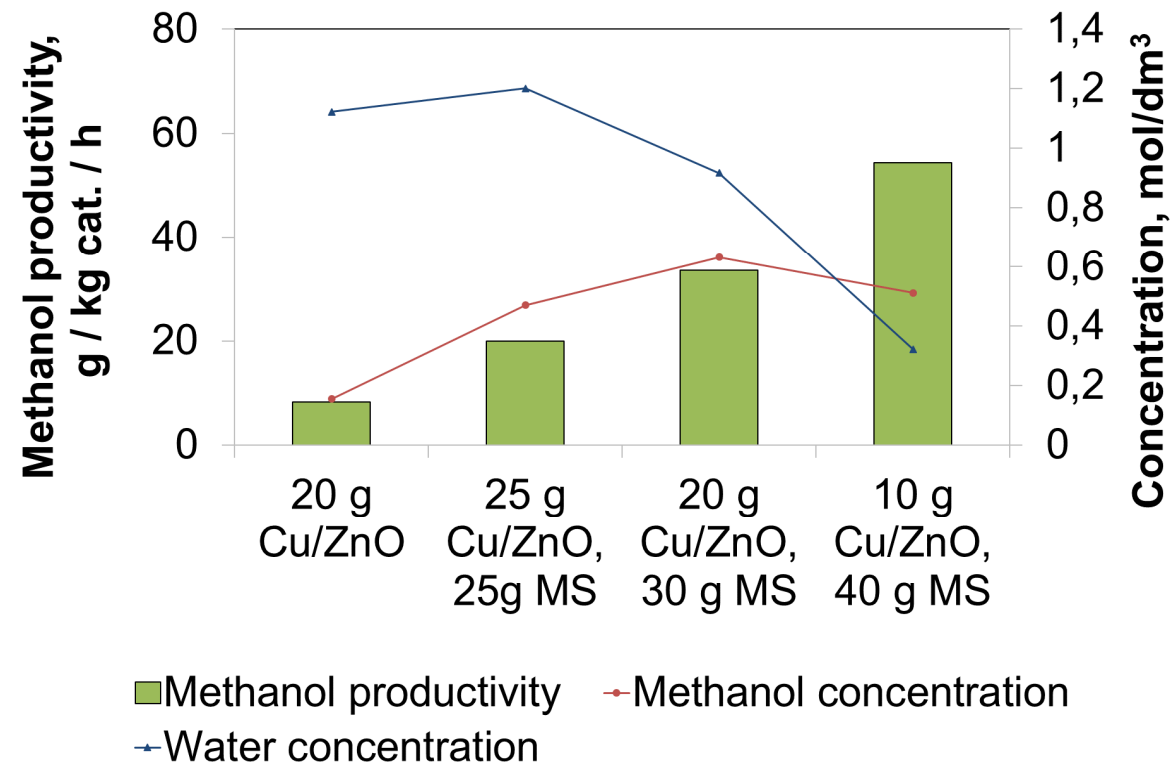 Methanol productivity,
g / kg cat. / h
80
60
40
20
0
1,4
1,2
1
0,8
0,6
0,4
0,2
0
Concentration, mol/dm³
20 g
Cu/ZnO
25 g
Cu/ZnO,
25g MS
20 g
Cu/ZnO,
30 g MS
10 g
Cu/ZnO,
40 g MS
Methanol productivity
Methanol concentration
Water concentration